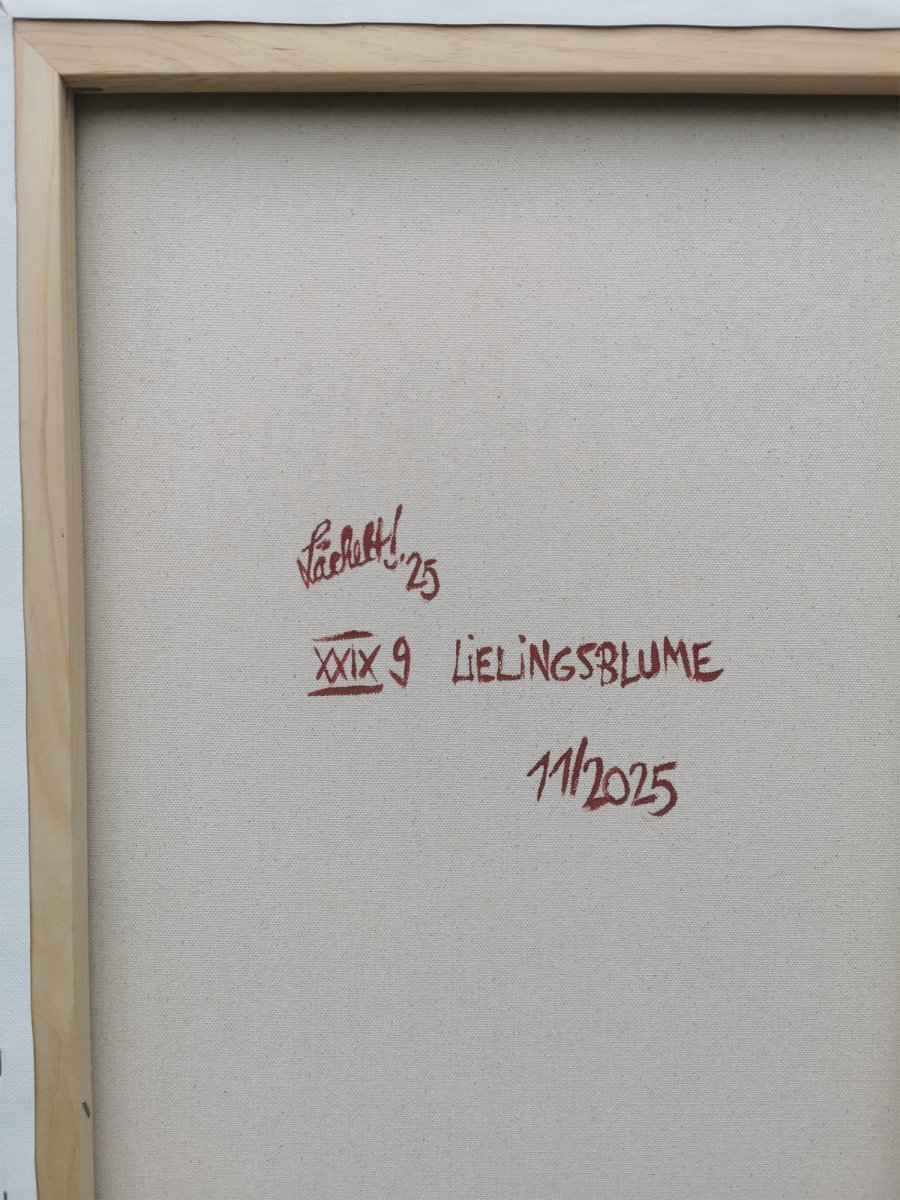 Lächelt! '25
XXIX 9 LiELiNGSBLUME
11/2025